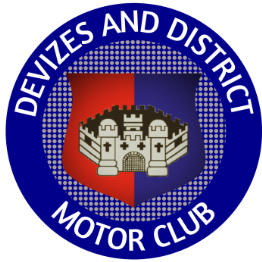 DEVIZES AND DISTRICT
MOTOR CLUB